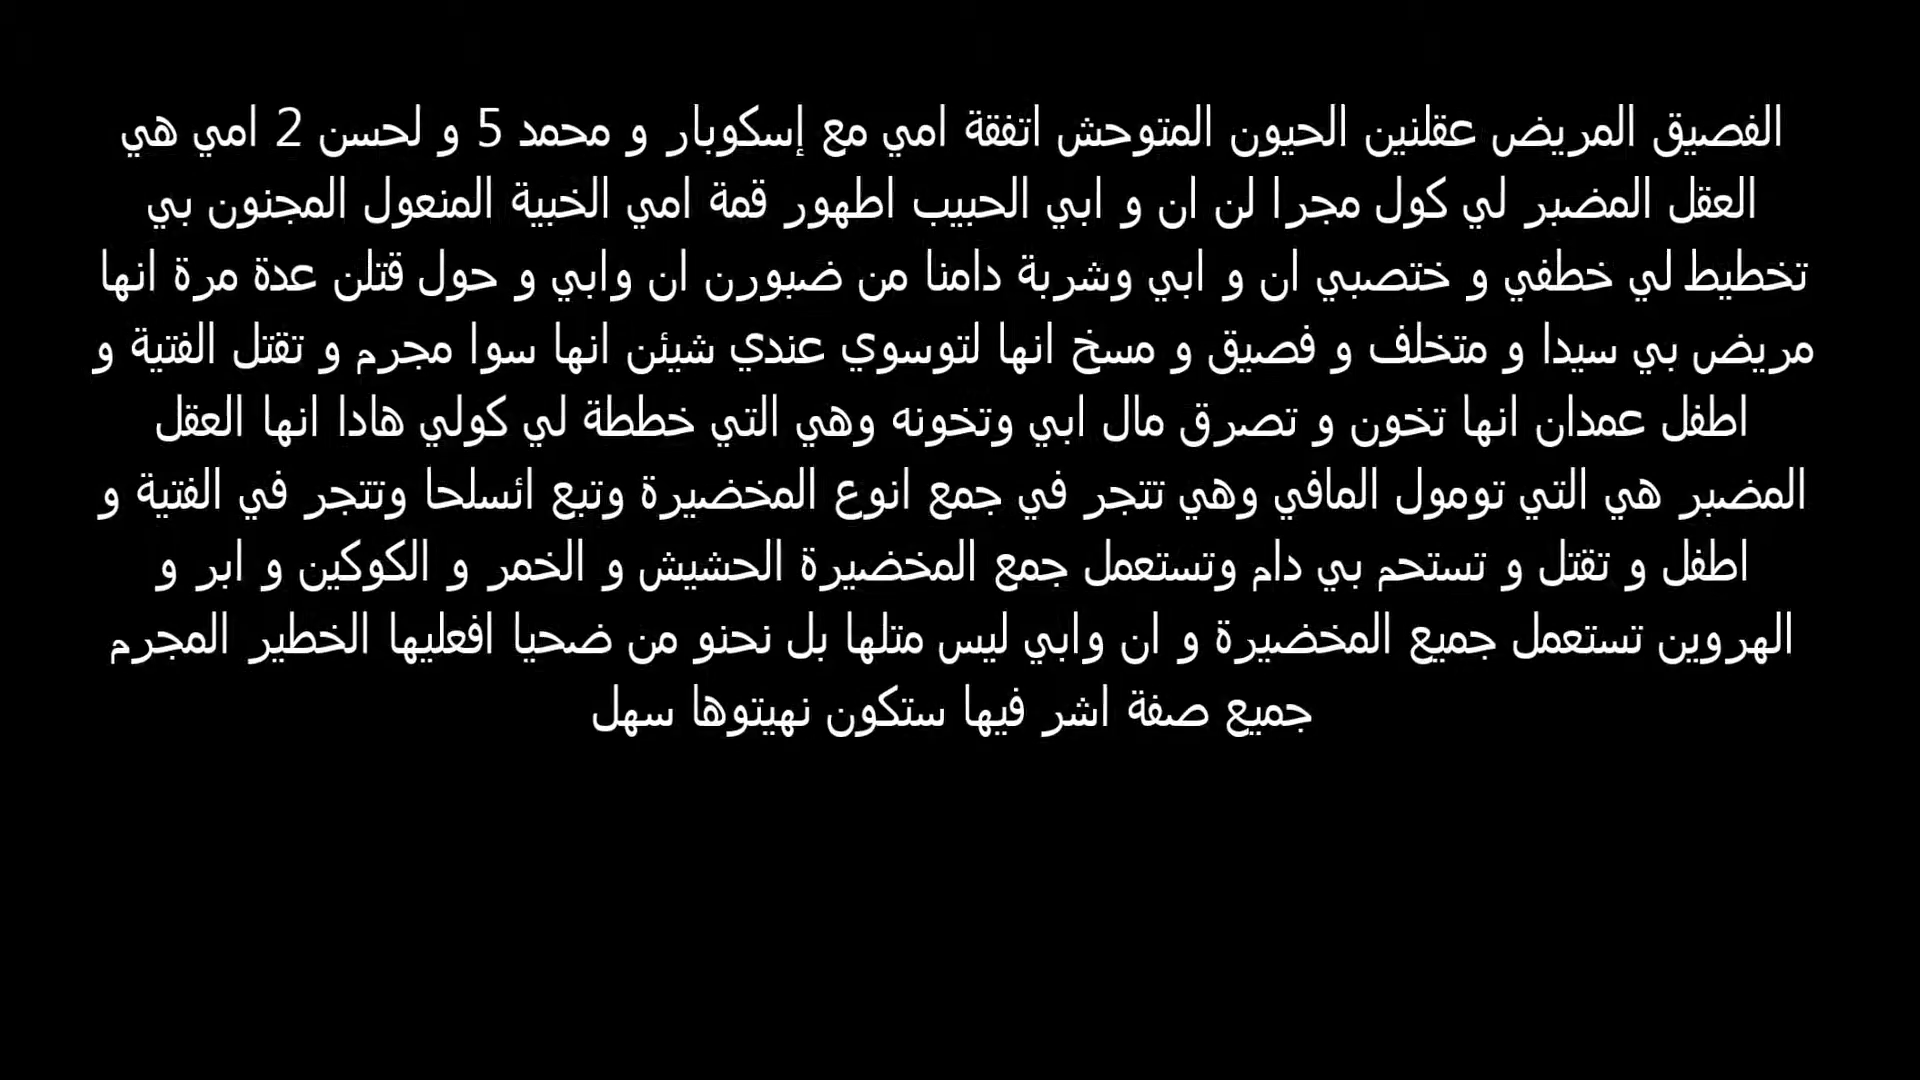 الفصيق المريض عقلنين الحيون المتوحش اتفقة امي مع إسكوبار و محمد 5 و لحسن 2 امي هي
العقل المضبر لي كول مجرا لن ان و ابي الحبيب اطهور قمة امي الخبية المنعول المجنون بي
تخطيط لي خطفي و ختصبي ان و ابي وشربة دامنا من ضبورن ان وابي و حول قتلن عدة مرة انها
مريض بي سيدا و متخلف و فصيق و مسخ انها لتوسوي عندي شيئن انها سوا مجرم و تقتل الفتية و
اطفل عمدان انها تخون و تصرق مال ابي وتخونه وهي التي خططة لي كولي هادا انها العقل
المضبر هي التي تومول المافي وهي تتجر في جمع انوع المخضيرة وتبع ائسلحا وتتجر في الفتية و
اطفل و تقتل و تستحم بي دام وتستعمل جمع المخضيرة الحشيش و الخمر و الكوكين و ابر و
الهروين تستعمل جميع المخضيرة و ان وابي ليس متلها بل نحنو من ضحيا افعليها الخطير المجرم
جميع صفة اشر فيها ستكون نهيتوها سهل